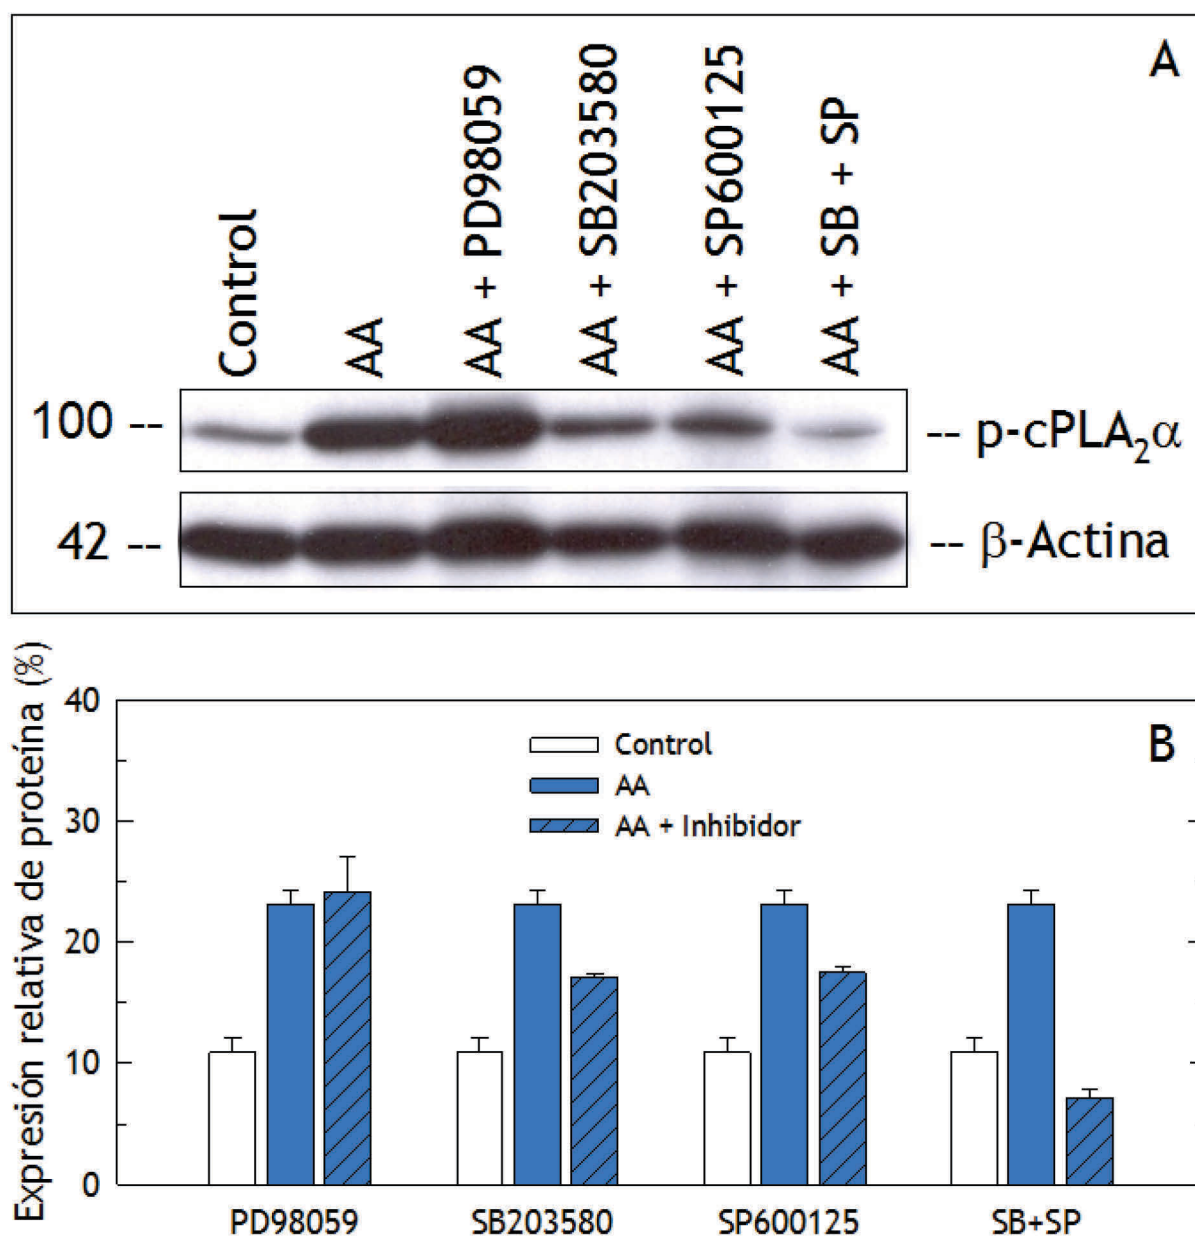 A
Control
AA
AA + PD98059
AA + SB203580
AA + SP600125
AA + SB + SP
100 --
-- p-cPLA₂α
42 --
-- β-Actina
B
Expresión relativa de proteína (%)
40
30
20
10
0
Control
AA
AA + Inhibidor
PD98059
SB203580
SP600125
SB+SP